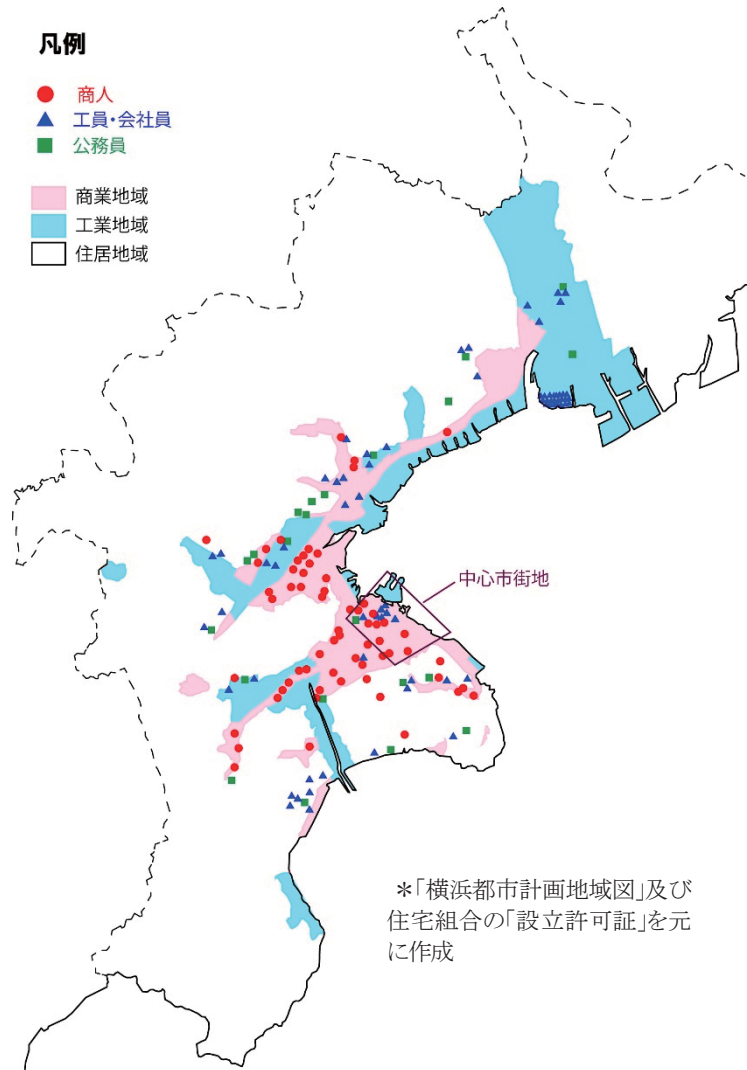 凡例
商人
工員・会社員
公務員
商業地域
工業地域
住居地域
中心市街地
＊「横浜都市計画地域図」及び
住宅組合の「設立許可証」を元
に作成